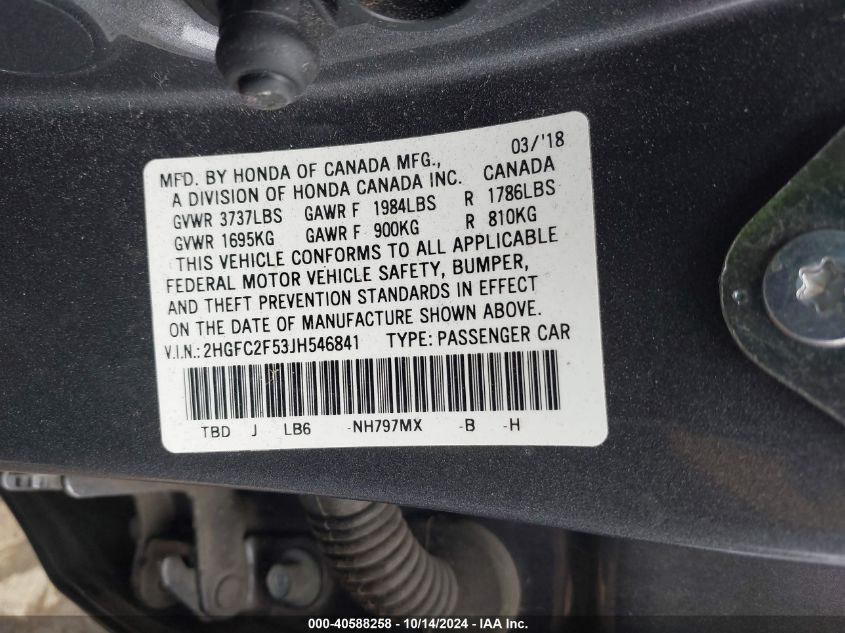 03/'18
MFD. BY HONDA OF CANADA MFG.,
A DIVISION OF HONDA CANADA INC. CANADA
GVWR 3737LBS GAWR F 1984LBS R 1786LBS
GVWR 1695KG GAWR F 900KG R 810KG
THIS VEHICLE CONFORMS TO ALL APPLICABLE
FEDERAL MOTOR VEHICLE SAFETY, BUMPER,
AND THEFT PREVENTION STANDARDS IN EFFECT
ON THE DATE OF MANUFACTURE SHOWN ABOVE.
V.I.N.:2HGFC2F53JH546841 TYPE: PASSENGER CAR
TBD J LB6 -NH797MX -B -H
000-40588258 - 10/14/2024 - IAA Inc.